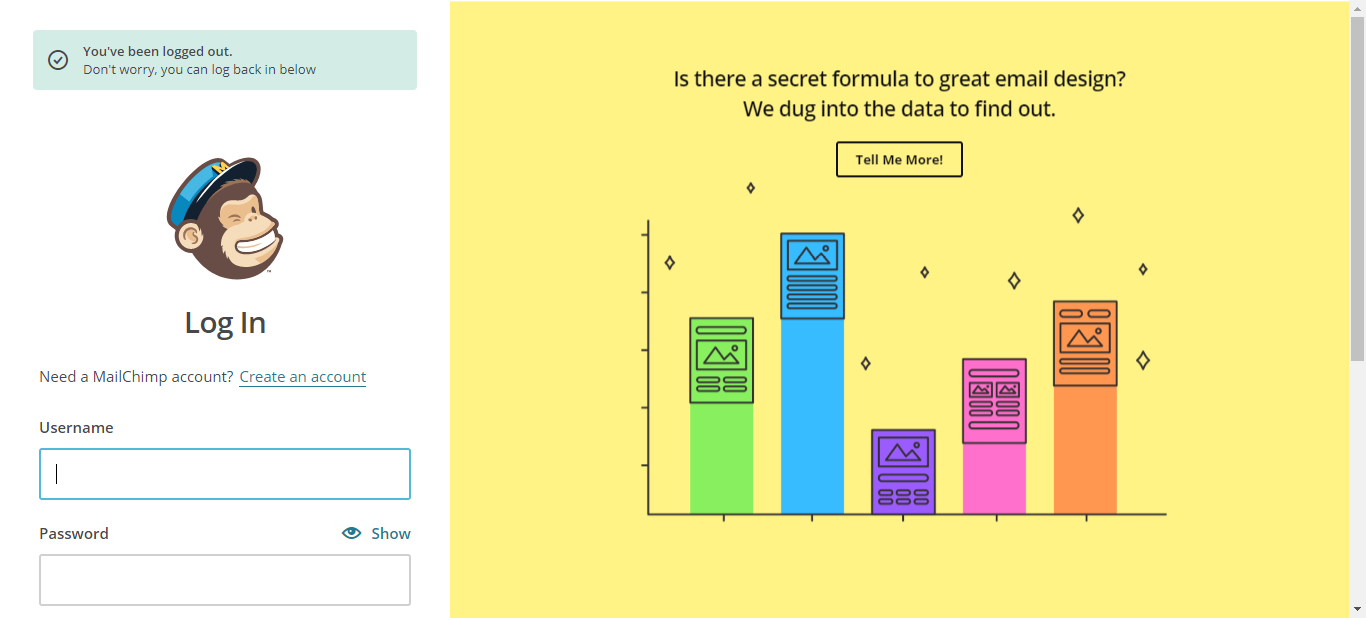 You've been logged out.
Don't worry, you can log back in below
Log In
Need a MailChimp account? Create an account
Username
Password
Show
Is there a secret formula to great email design?
We dug into the data to find out.
Tell Me More!